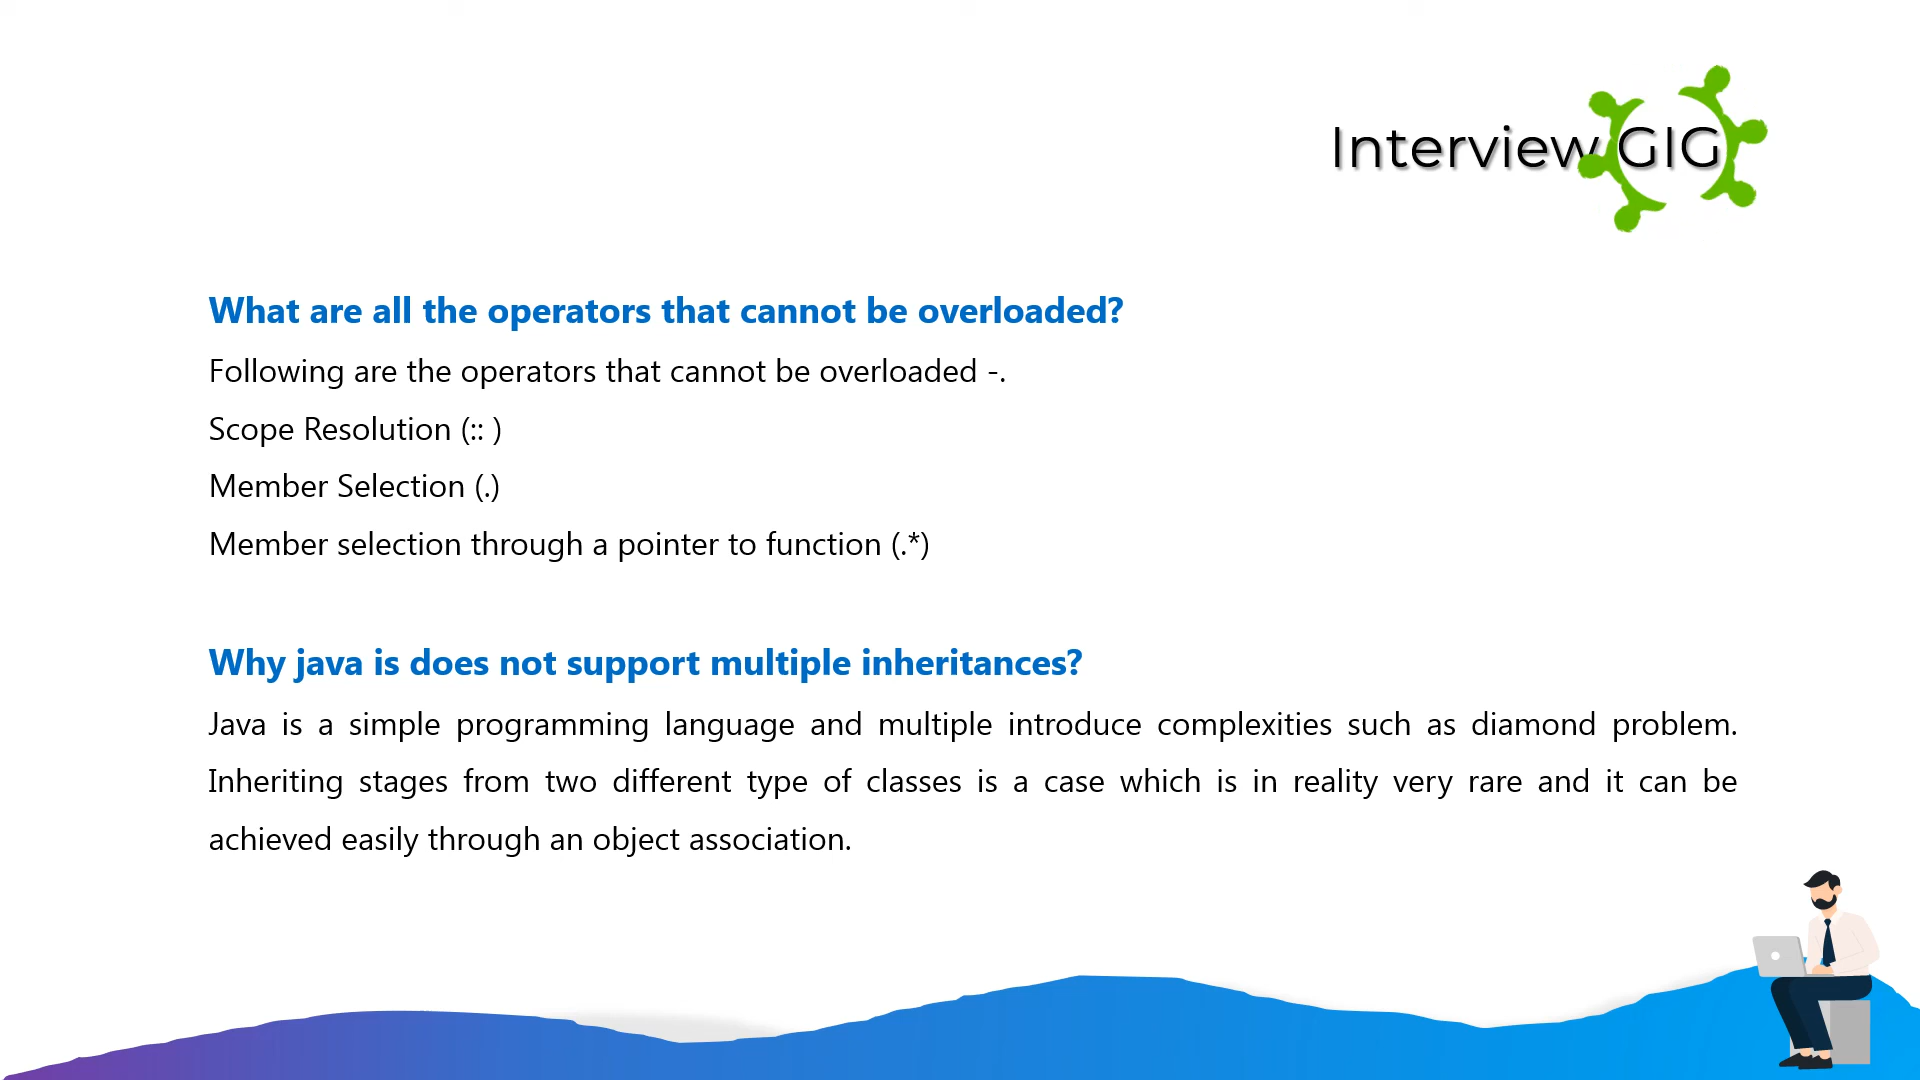 Interview GIG
What are all the operators that cannot be overloaded?
Following are the operators that cannot be overloaded -.
Scope Resolution (:: )
Member Selection (.)
Member selection through a pointer to function (.*)
Why java is does not support multiple inheritances?
Java is a simple programming language and multiple introduce complexities such as diamond problem.
Inheriting stages from two different type of classes is a case which is in reality very rare and it can be
achieved easily through an object association.